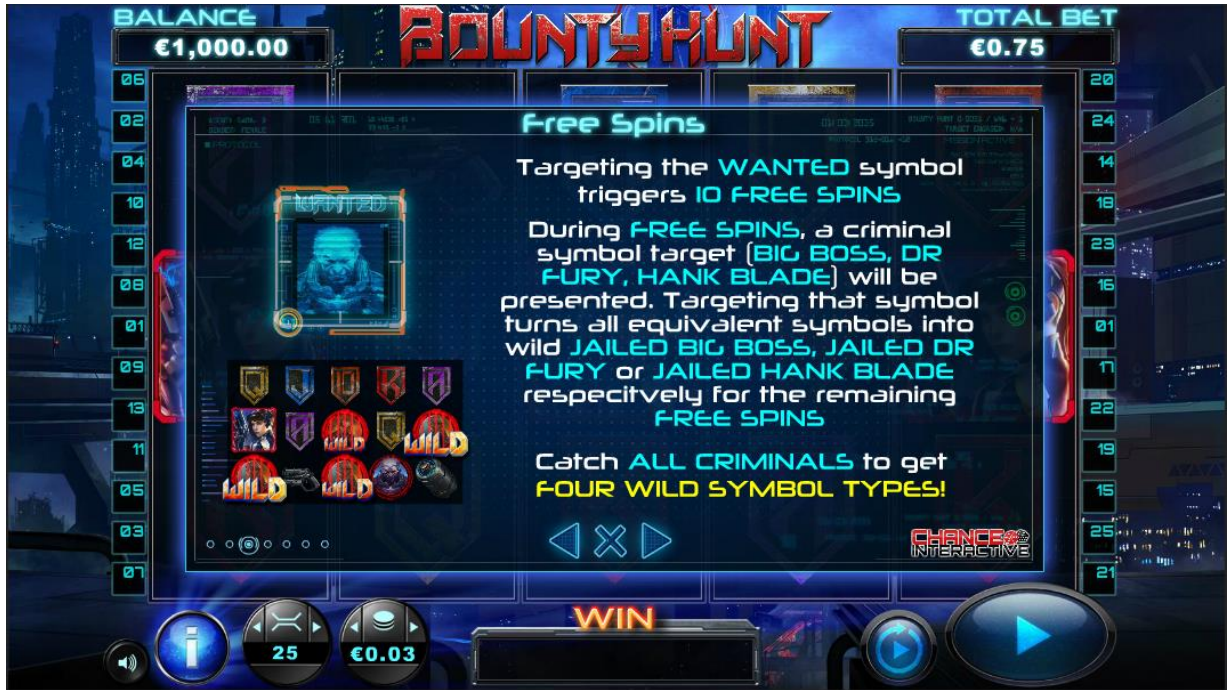 BALANCE
€1,000.00
BOUNTY HUNT
TOTAL BET
€0.75
06
02
04
10
12
08
01
09
13
11
05
03
07
20
24
14
18
23
16
01
17
22
19
15
25
21
Free Spins
Targeting the WANTED symbol
triggers 10 FREE SPINS
During FREE SPINS, a criminal
symbol target (BIG BOSS, DR
FURY, HANK BLADE) will be
presented. Targeting that symbol
turns all equivalent symbols into
wild JAILED BIG BOSS, JAILED DR
FURY or JAILED HANK BLADE
respecitvely for the remaining
FREE SPINS
Catch ALL CRIMINALS to get
FOUR WILD SYMBOL TYPES!
WANTED
Q
10
K
A
A
WILD
Q
WILD
WILD
WILD
CHANCE
INTERACTIVE
WIN
i
25
€0.03